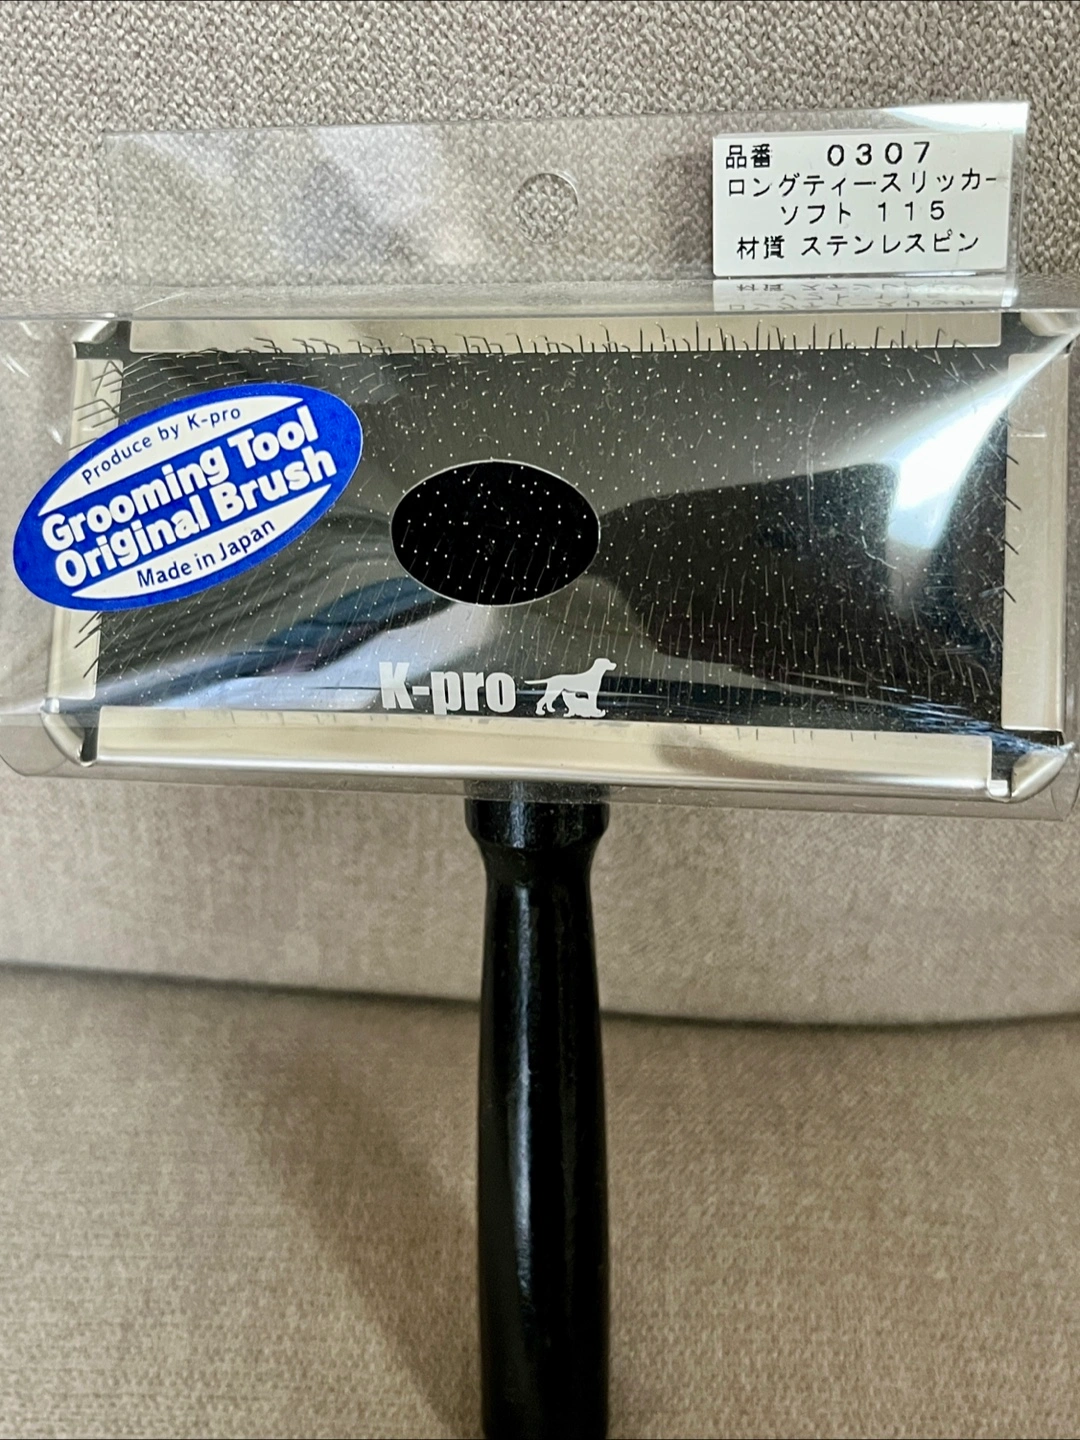 品番 0307
ロングティースリッカー
ソフト 115
材質 ステンレスピン
Produce by K-pro
Grooming Tool
Original Brush
Made in Japan
K-pro